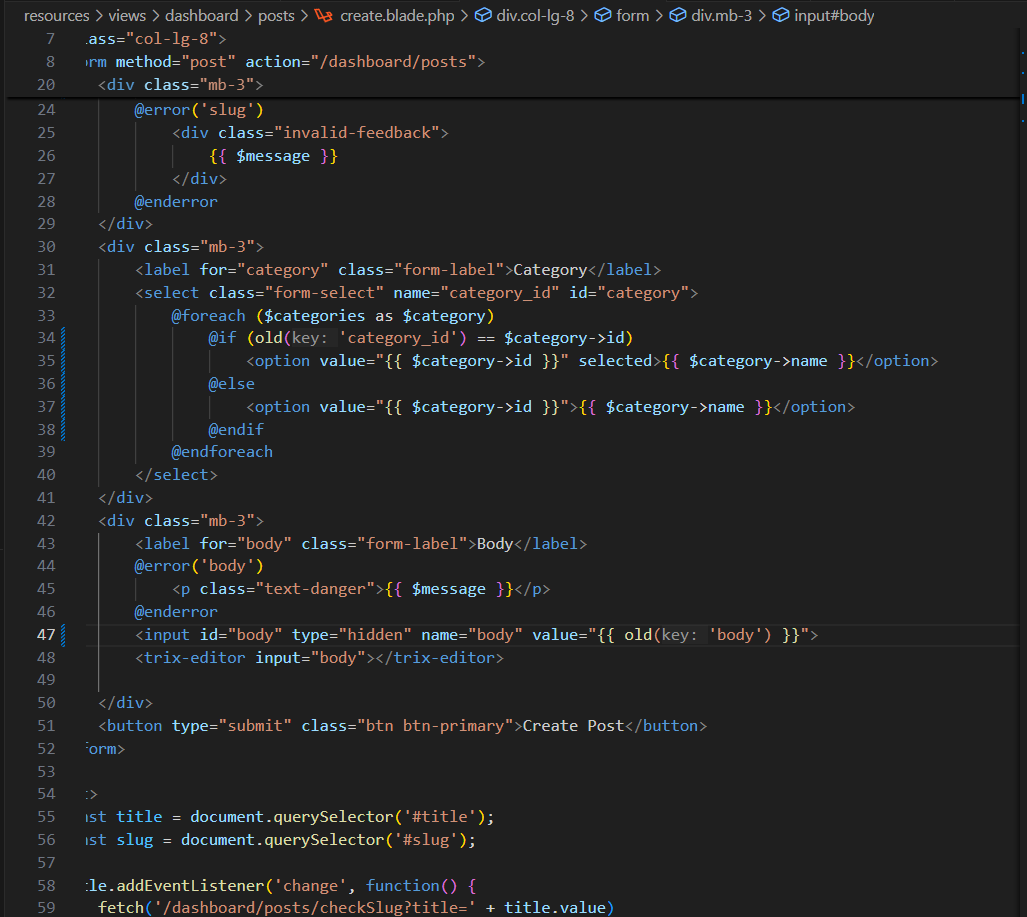 resources > views > dashboard > posts > create.blade.php > div.col-lg-8 > form > div.mb-3 > input#body
7 ass="col-lg-8">
8 rm method="post" action="/dashboard/posts">
20 <div class="mb-3">
24 @error('slug')
25 <div class="invalid-feedback">
26 {{ $message }}
27 </div>
28 @enderror
29 </div>
30 <div class="mb-3">
31 <label for="category" class="form-label">Category</label>
32 <select class="form-select" name="category_id" id="category">
33 @foreach ($categories as $category)
34 @if (old(key: 'category_id') == $category->id)
35 <option value="{{ $category->id }}" selected>{{ $category->name }}</option>
36 @else
37 <option value="{{ $category->id }}">{{ $category->name }}</option>
38 @endif
39 @endforeach
40 </select>
41 </div>
42 <div class="mb-3">
43 <label for="body" class="form-label">Body</label>
44 @error('body')
45 <p class="text-danger">{{ $message }}</p>
46 @enderror
47 <input id="body" type="hidden" name="body" value="{{ old(key: 'body') }}">
48 <trix-editor input="body"></trix-editor>
49
50 </div>
51 <button type="submit" class="btn btn-primary">Create Post</button>
52 orm>
53
54 >
55 st title = document.querySelector('#title');
56 st slug = document.querySelector('#slug');
57
58 le.addEventListener('change', function() {
59 fetch('/dashboard/posts/checkSlug?title=' + title.value)